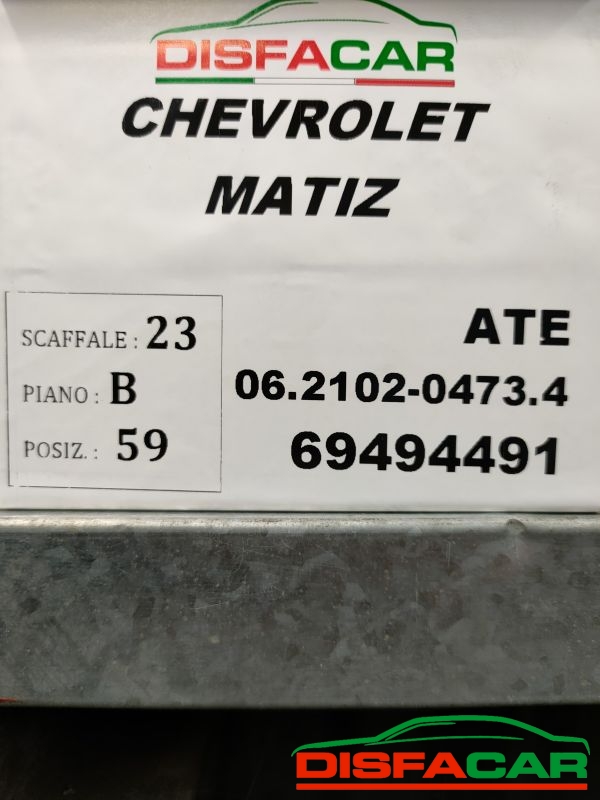 DISFACAR
CHEVROLET
MATIZ
SCAFFALE : 23
PIANO : B
POSIZ. : 59
ATE
06.2102-0473.4
69494491
DISFACAR